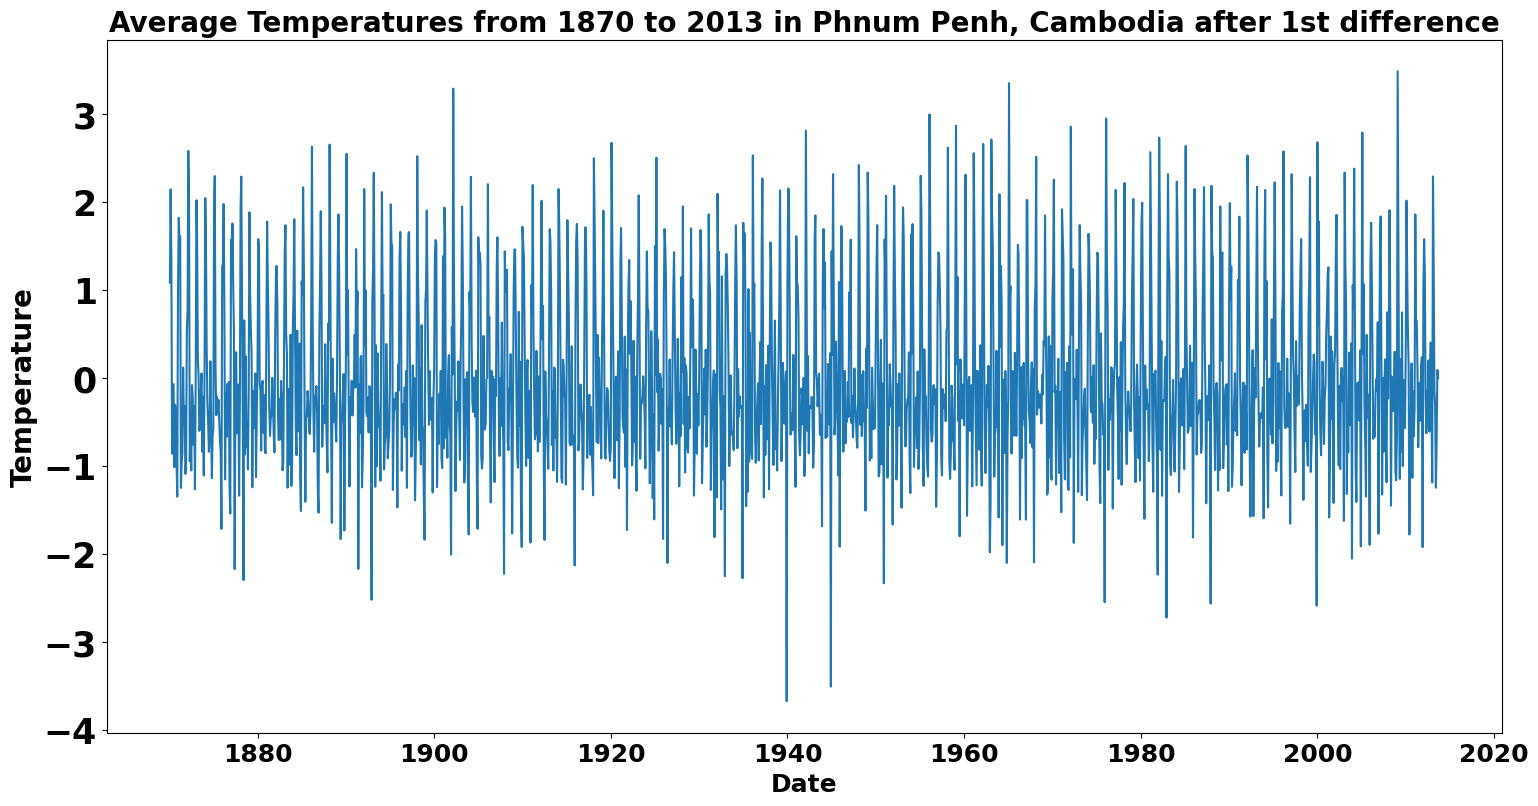 Average Temperatures from 1870 to 2013 in Phnum Penh, Cambodia after 1st difference
Temperature
3
2
1
0
−1
−2
−3
−4
1880 1900 1920 1940 1960 1980 2000 2020
Date